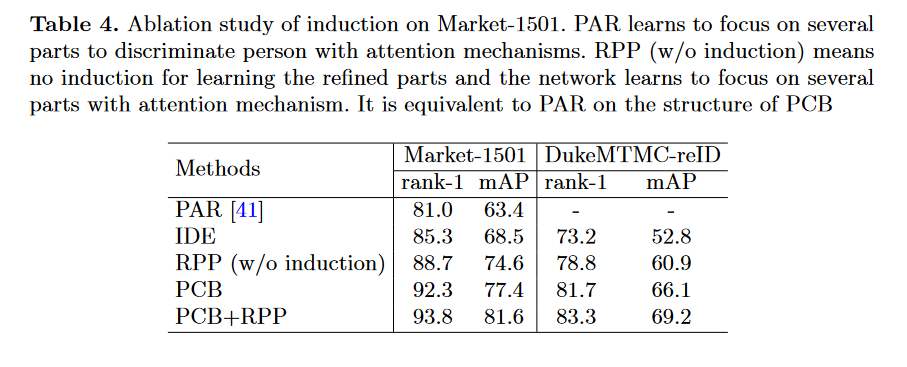 Table 4. Ablation study of induction on Market-1501. PAR learns to focus on several
parts to discriminate person with attention mechanisms. RPP (w/o induction) means
no induction for learning the refined parts and the network learns to focus on several
parts with attention mechanism. It is equivalent to PAR on the structure of PCB
Methods Market-1501 DukeMTMC-reID
rank-1 mAP rank-1 mAP
PAR [41] 81.0 63.4 - -
IDE 85.3 68.5 73.2 52.8
RPP (w/o induction) 88.7 74.6 78.8 60.9
PCB 92.3 77.4 81.7 66.1
PCB+RPP 93.8 81.6 83.3 69.2